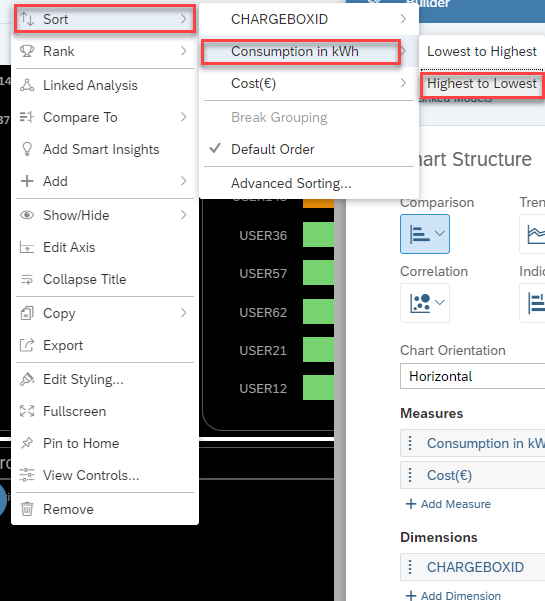 Builder
Sort
Rank
Linked Analysis
Compare To
Add Smart Insights
Add
Show/Hide
Edit Axis
Collapse Title
Copy
Export
Edit Styling...
Fullscreen
Pin to Home
View Controls...
Remove
CHARGEBOXID
Consumption in kWh
Cost(€)
Break Grouping
Default Order
Advanced Sorting...
Lowest to Highest
Highest to Lowest
Linked Models
USER36
USER57
USER62
USER21
USER12
hart Structure
Comparison
Tren
Correlation
Indic
Chart Orientation
Horizontal
Measures
Consumption in kW
Cost(€)
+ Add Measure
Dimensions
CHARGEBOXID
+ Add Dimension